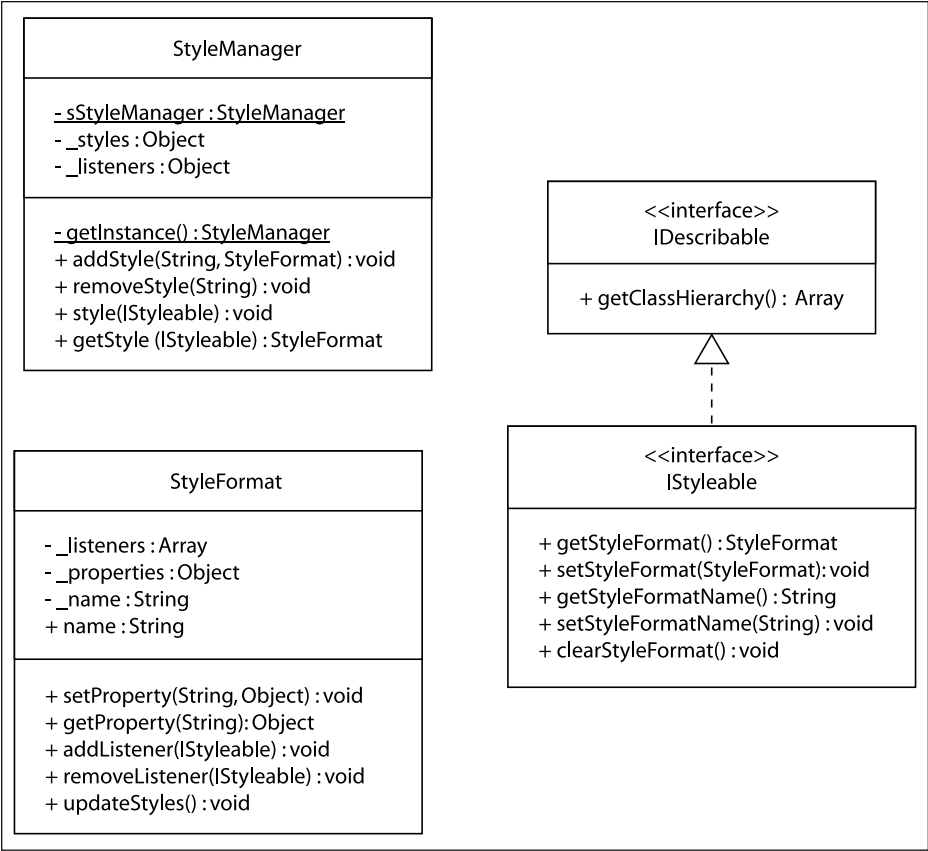 StyleManager
- sStyleManager : StyleManager
- _styles : Object
- _listeners : Object
- getInstance() : StyleManager
+ addStyle(String, StyleFormat) : void
+ removeStyle(String) : void
+ style(IStyleable) : void
+ getStyle (IStyleable) : StyleFormat
<<interface>>
IDescribable
+ getClassHierarchy() : Array
StyleFormat
- _listeners : Array
- _properties : Object
- _name : String
+ name : String
+ setProperty(String, Object) : void
+ getProperty(String): Object
+ addListener(IStyleable) : void
+ removeListener(IStyleable) : void
+ updateStyles() : void
<<interface>>
IStyleable
+ getStyleFormat() : StyleFormat
+ setStyleFormat(StyleFormat): void
+ getStyleFormatName() : String
+ setStyleFormatName(String) : void
+ clearStyleFormat() : void